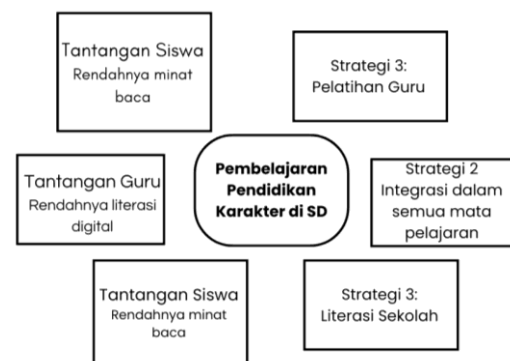 Tantangan Siswa
Rendahnya minat
baca
Strategi 3:
Pelatihan Guru
Tantangan Guru
Rendahnya literasi
digital
Pembelajaran
Pendidikan
Karakter di SD
Strategi 2
Integrasi dalam
semua mata
pelajaran
Tantangan Siswa
Rendahnya minat
baca
Strategi 3:
Literasi Sekolah